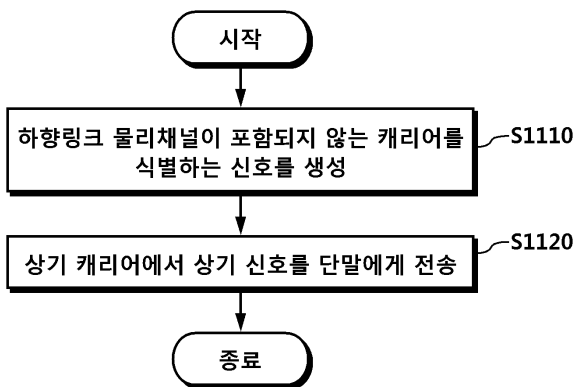 시작
하향링크 물리채널이 포함되지 않는 캐리어를
식별하는 신호를 생성
S1110
상기 캐리어에서 상기 신호를 단말에게 전송
S1120
종료